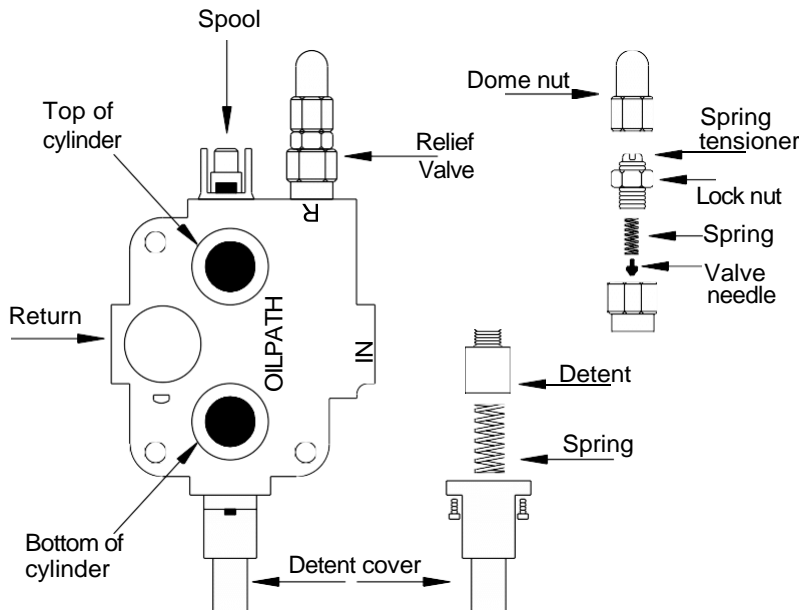 Spool
Dome nut
Top of
cylinder
Spring
tensioner
Relief
Valve
Lock nut
R
Spring
Valve
needle
Return
OILPATH
IN
D
Detent
Spring
Bottom of
cylinder
Detent cover